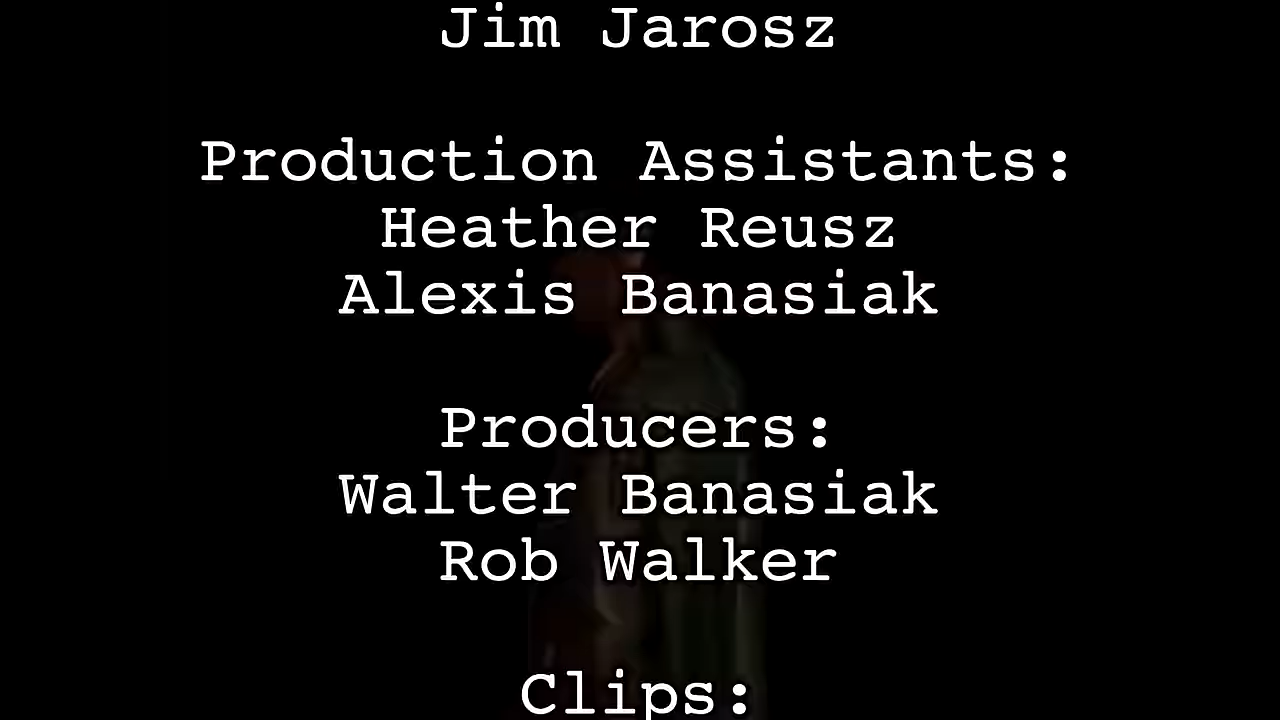 Jim Jarosz
Production Assistants:
Heather Reusz
Alexis Banasiak
Producers:
Walter Banasiak
Rob Walker
Clips: